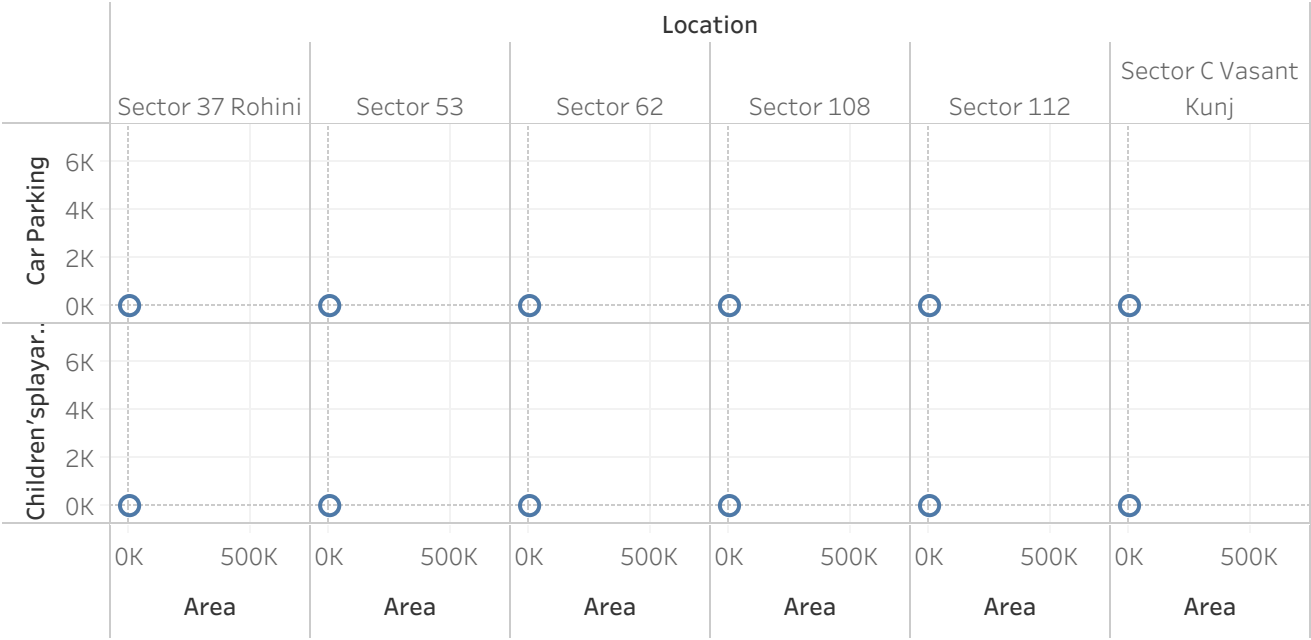 Location
Sector 37 Rohini
Sector 53
Sector 62
Sector 108
Sector 112
Sector C Vasant
Kunj
Car Parking
6K
4K
2K
0K
Children'splayar..
6K
4K
2K
0K
0K 500K 0K 500K 0K 500K 0K 500K 0K 500K 0K 500K
Area Area Area Area Area Area